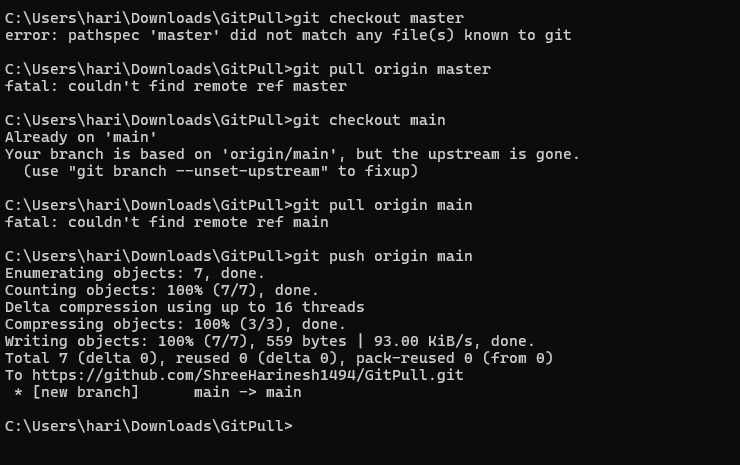 C:\Users\hari\Downloads\GitPull>git checkout master
error: pathspec 'master' did not match any file(s) known to git
C:\Users\hari\Downloads\GitPull>git pull origin master
fatal: couldn't find remote ref master
C:\Users\hari\Downloads\GitPull>git checkout main
Already on 'main'
Your branch is based on 'origin/main', but the upstream is gone.
  (use "git branch --unset-upstream" to fixup)
C:\Users\hari\Downloads\GitPull>git pull origin main
fatal: couldn't find remote ref main
C:\Users\hari\Downloads\GitPull>git push origin main
Enumerating objects: 7, done.
Counting objects: 100% (7/7), done.
Delta compression using up to 16 threads
Compressing objects: 100% (3/3), done.
Writing objects: 100% (7/7), 559 bytes | 93.00 KiB/s, done.
Total 7 (delta 0), reused 0 (delta 0), pack-reused 0 (from 0)
To https://github.com/ShreeHarinesh1494/GitPull.git
 * [new branch]      main -> main
C:\Users\hari\Downloads\GitPull>